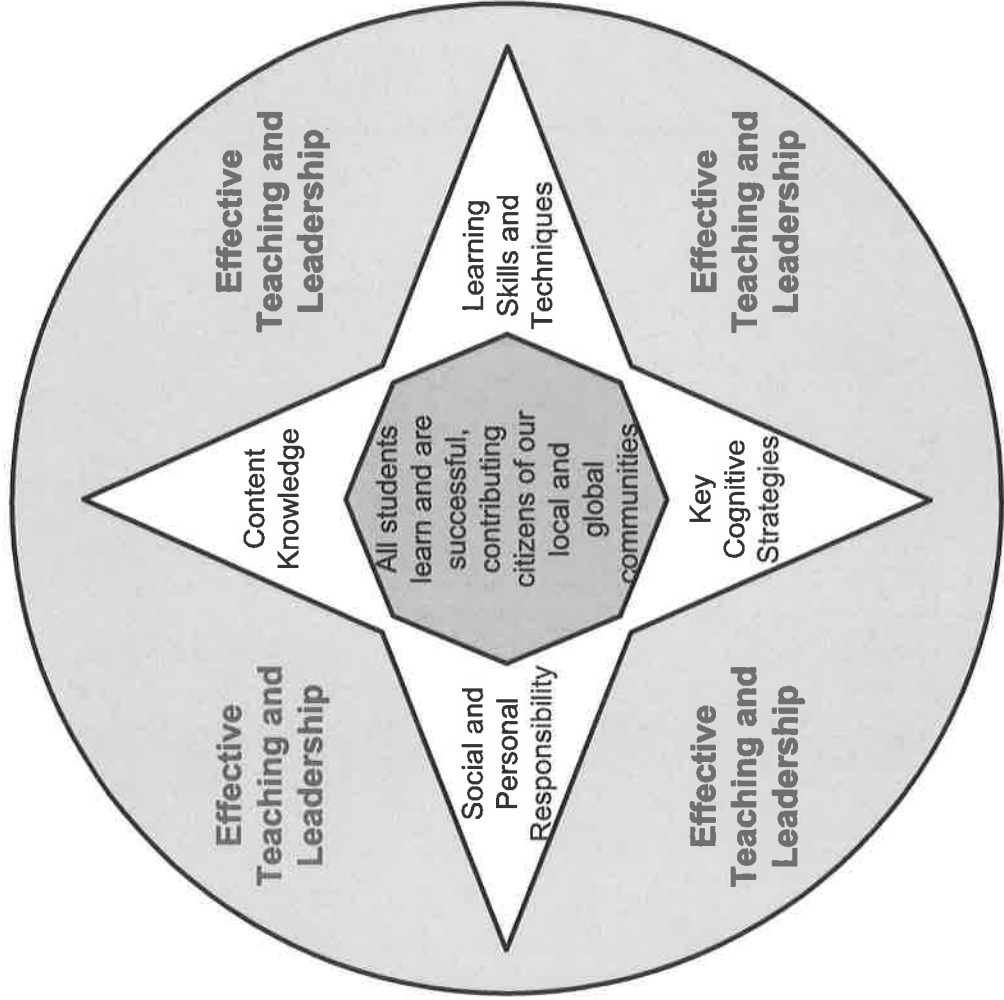 Effective
Teaching and
Leadership
Content
Knowledge
Effective
Teaching and
Leadership
Social and
Personal
Responsibility
All students
learn and are
successful,
contributing
citizens of our
local and
global
communities
Learning
Skills and
Techniques
Effective
Teaching and
Leadership
Key
Cognitive
Strategies
Effective
Teaching and
Leadership